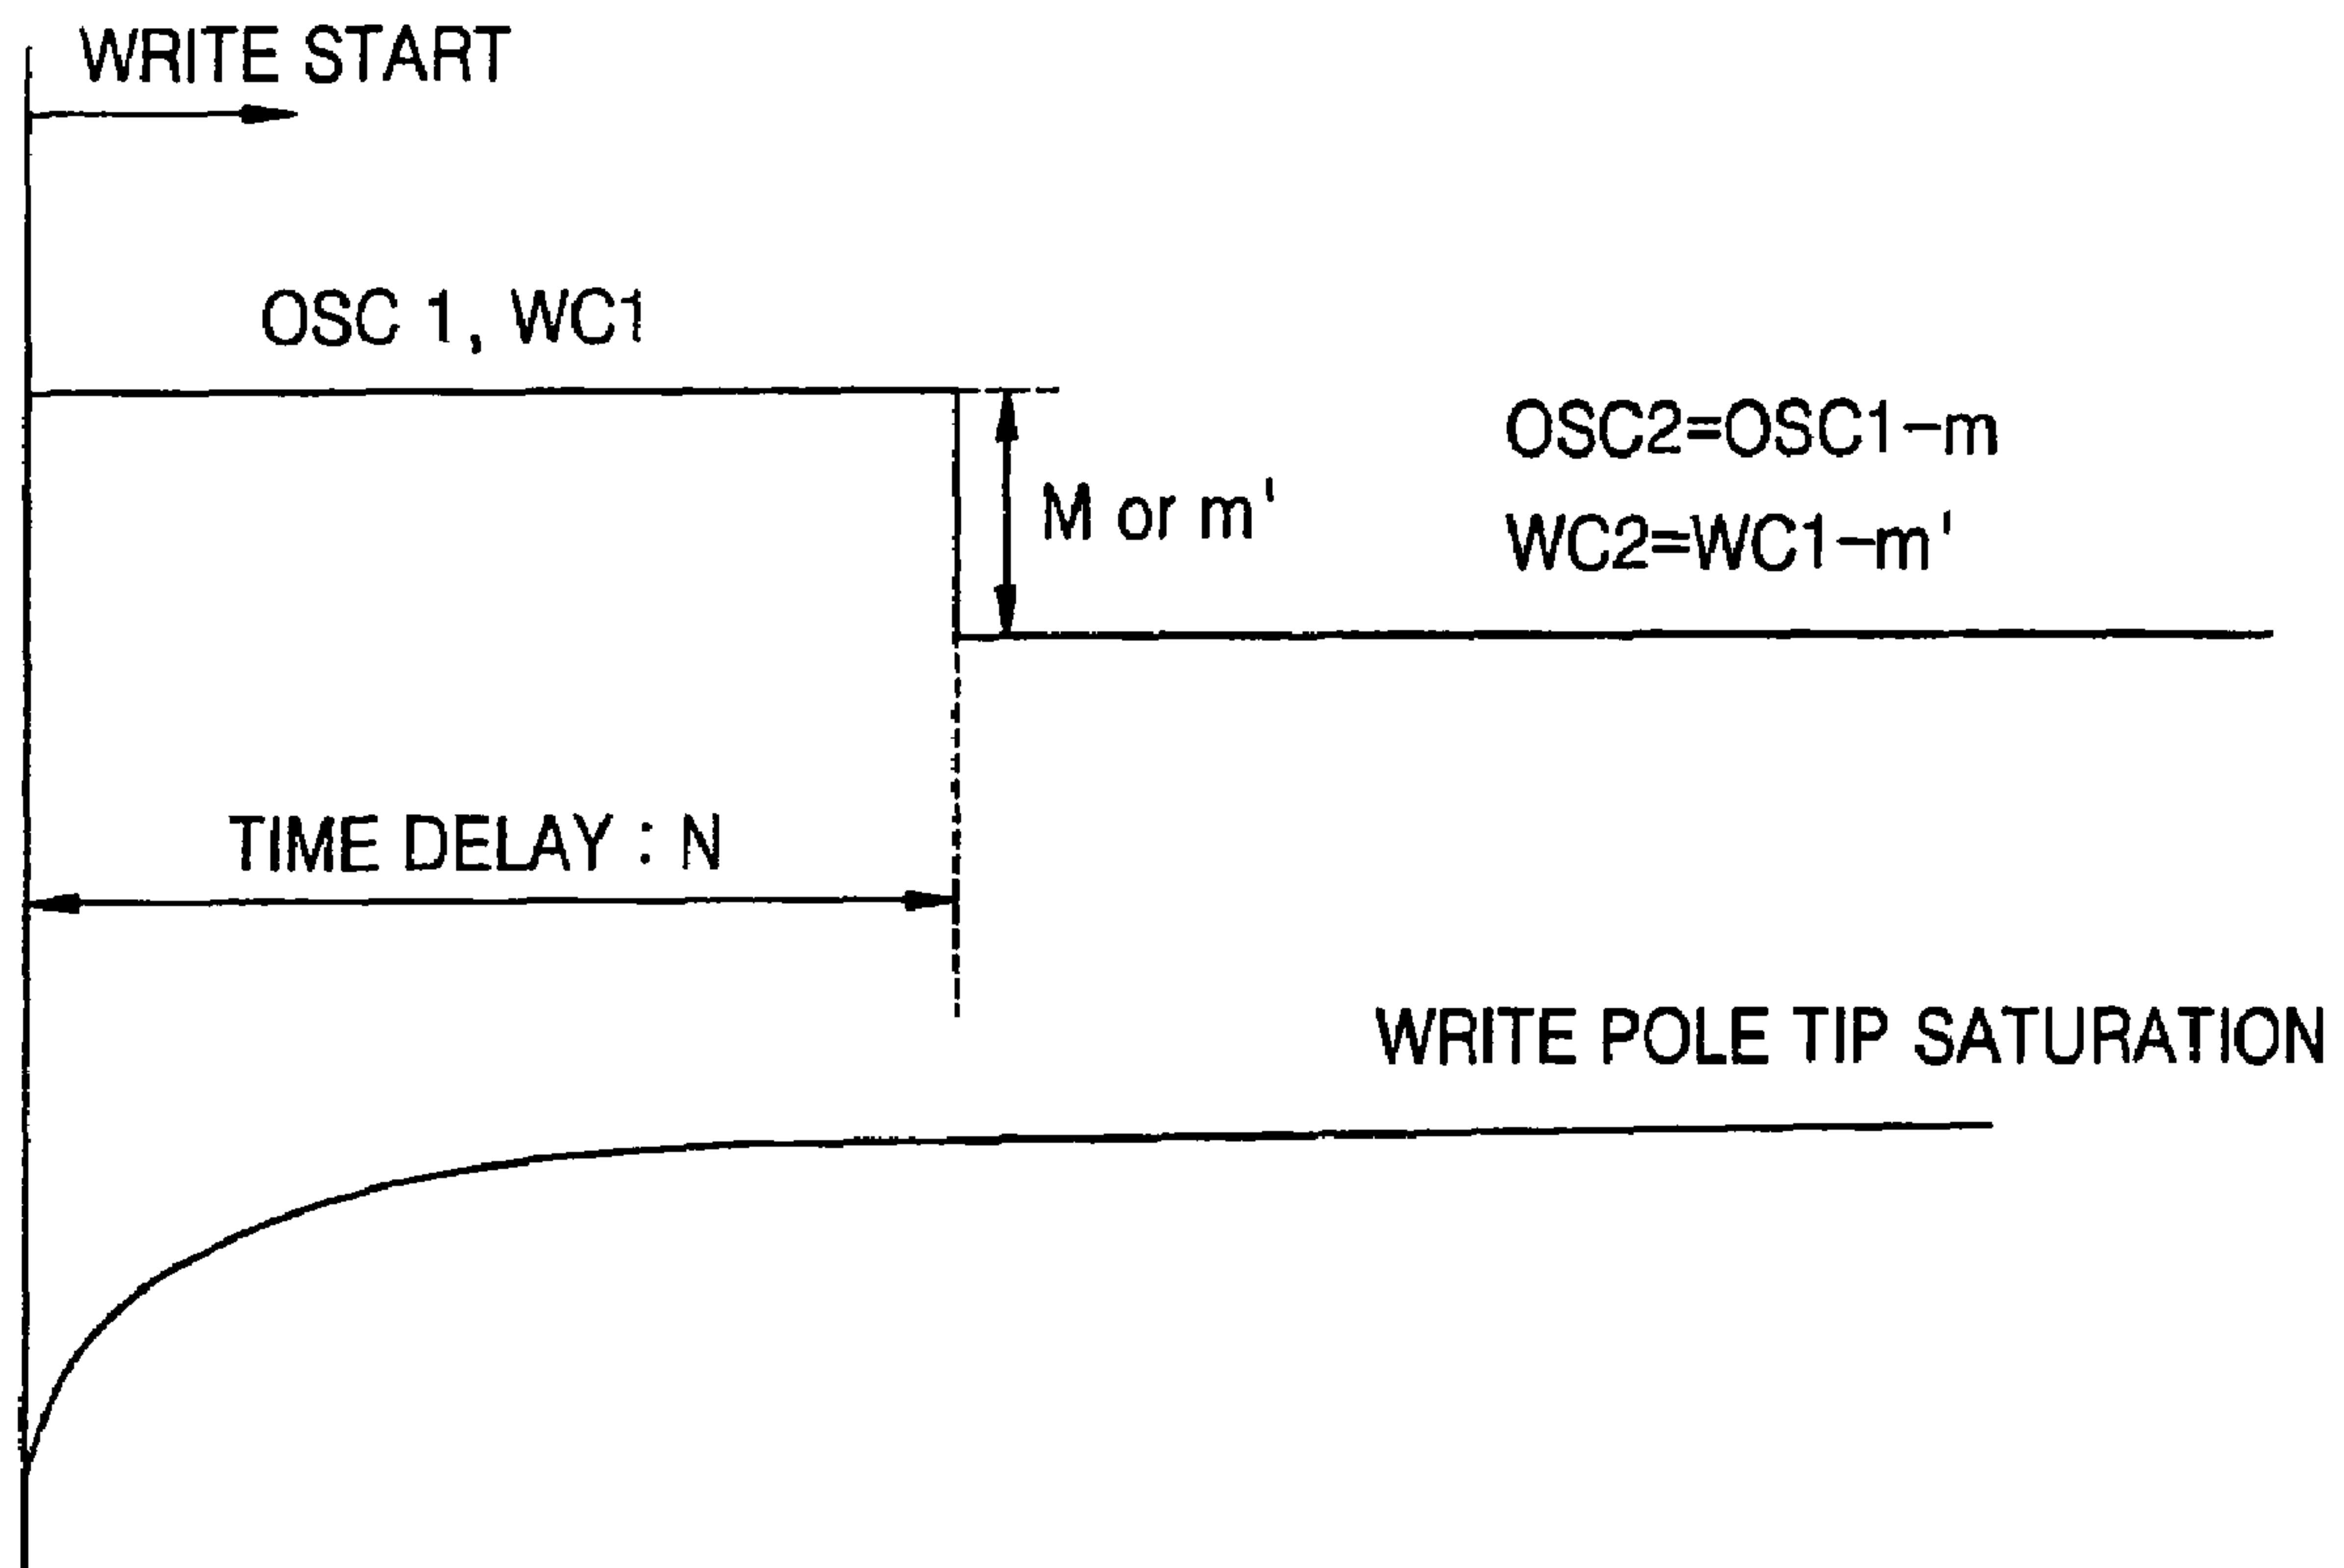 WRITE START
OSC 1, WC1
OSC2=OSC1-m
M or m'
WC2=WC1-m'
TIME DELAY : N
WRITE POLE TIP SATURATION